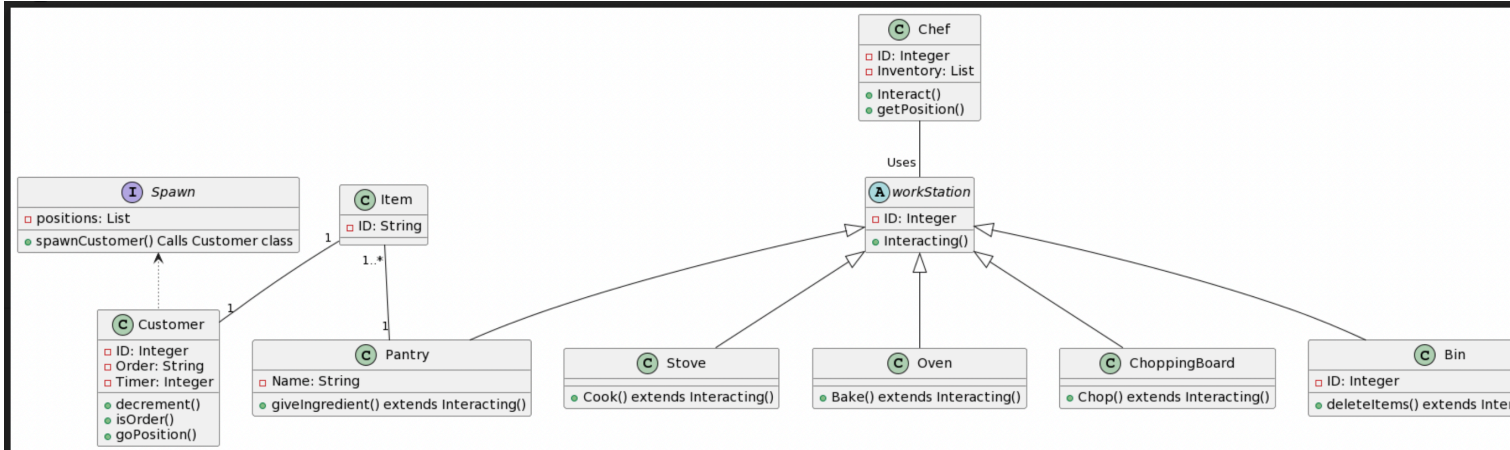 C Chef
ID: Integer
Inventory: List
Interact()
getPosition()
Uses
I Spawn
positions: List
spawnCustomer() Calls Customer class
C Item
ID: String
1
1..*
1
1
A workStation
ID: Integer
Interacting()
C Customer
ID: Integer
Order: String
Timer: Integer
decrement()
isOrder()
goPosition()
C Pantry
Name: String
giveIngredient() extends Interacting()
C Stove
Cook() extends Interacting()
C Oven
Bake() extends Interacting()
C ChoppingBoard
Chop() extends Interacting()
C Bin
ID: Integer
deleteItems() extends